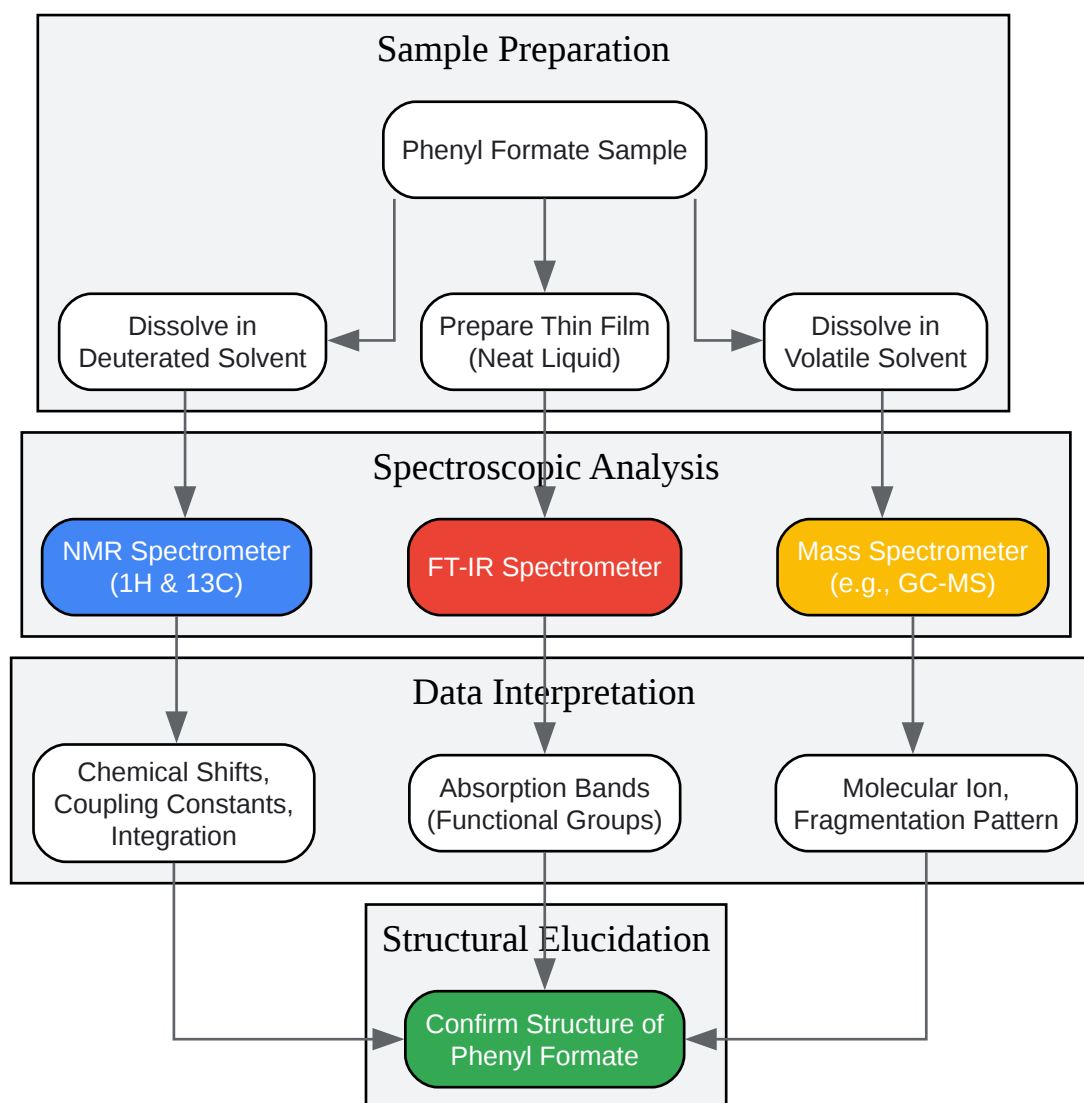 Sample Preparation
Phenyl Formate Sample
Dissolve in
Deuterated Solvent
Prepare Thin Film
(Neat Liquid)
Dissolve in
Volatile Solvent
Spectroscopic Analysis
NMR Spectrometer
(1H & 13C)
FT-IR Spectrometer
Mass Spectrometer
(e.g., GC-MS)
Data Interpretation
Chemical Shifts,
Coupling Constants,
Integration
Absorption Bands
(Functional Groups)
Molecular Ion,
Fragmentation Pattern
Structural Elucidation
Confirm Structure of
Phenyl Formate